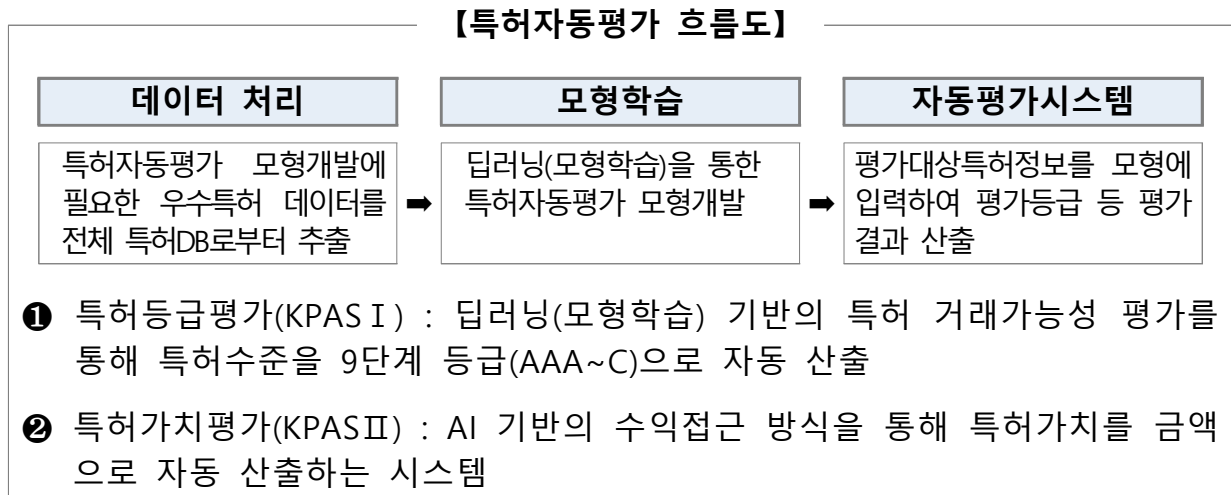 【특허자동평가 흐름도】
데이터 처리
특허자동평가 모형개발에
필요한 우수특허 데이터를
전체 특허DB로부터 추출
➡
모형학습
딥러닝(모형학습)을 통한
특허자동평가 모형개발
➡
자동평가시스템
평가대상특허정보를 모형에
입력하여 평가등급 등 평가
결과 산출
❶ 특허등급평가(KPASⅠ) : 딥러닝(모형학습) 기반의 특허 거래가능성 평가를
통해 특허수준을 9단계 등급(AAA~C)으로 자동 산출
❷ 특허가치평가(KPASⅡ) : AI 기반의 수익접근 방식을 통해 특허가치를 금액
으로 자동 산출하는 시스템